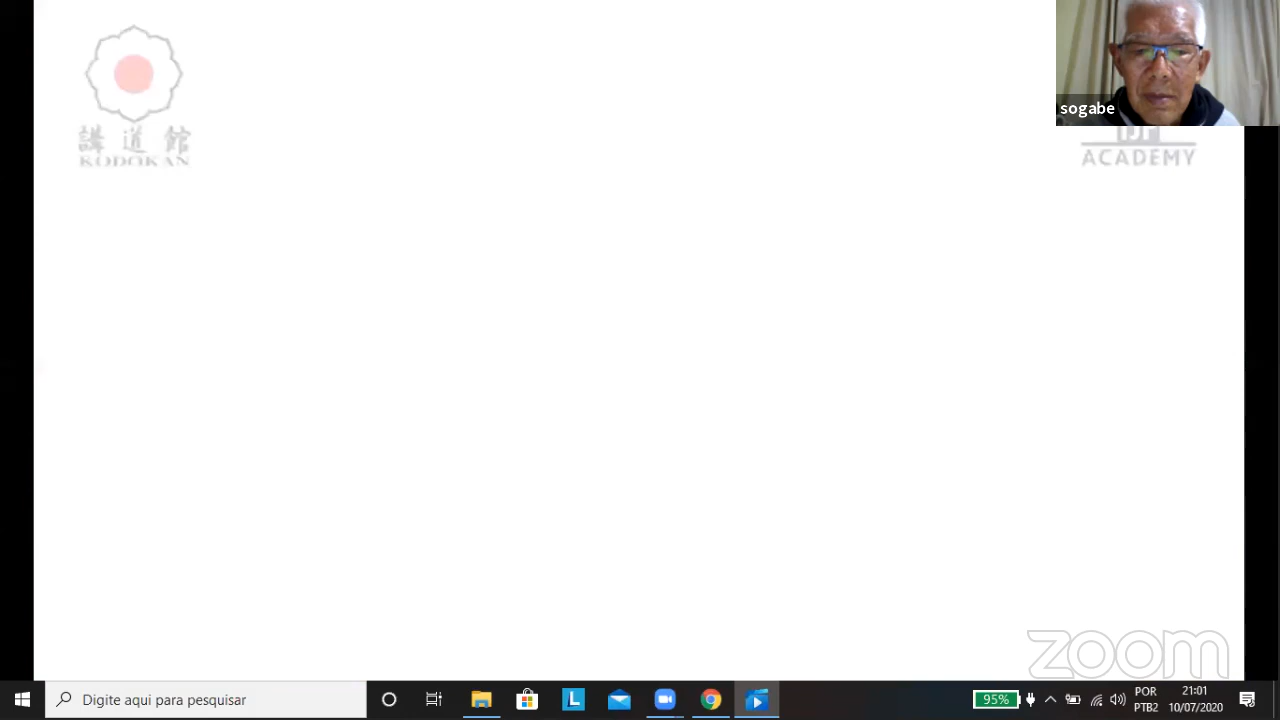 sogabe
講道館
KODOKAN
IJF
ACADEMY
zoom
Digite aqui para pesquisar
L
95%
POR
PTB2
21:01
10/07/2020